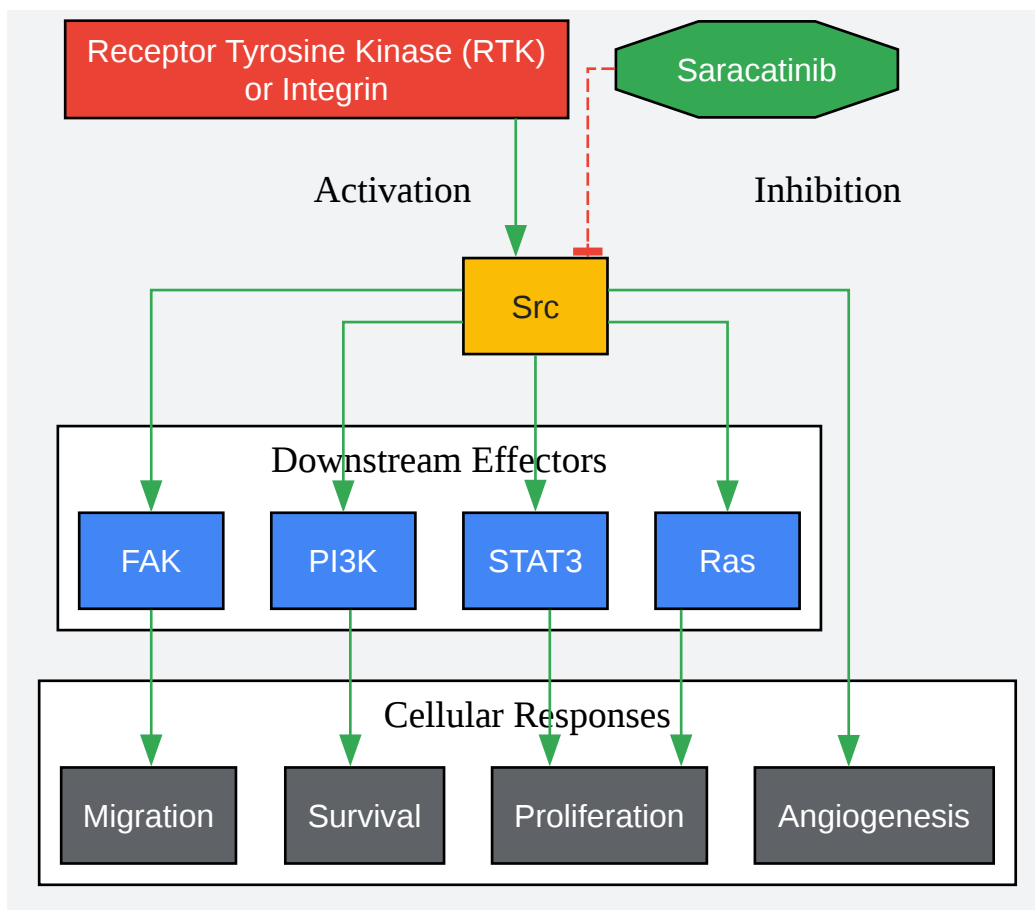 Receptor Tyrosine Kinase (RTK)
or Integrin
Saracatinib
Activation
Inhibition
Src
Downstream Effectors
FAK
PI3K
STAT3
Ras
Cellular Responses
Migration
Survival
Proliferation
Angiogenesis